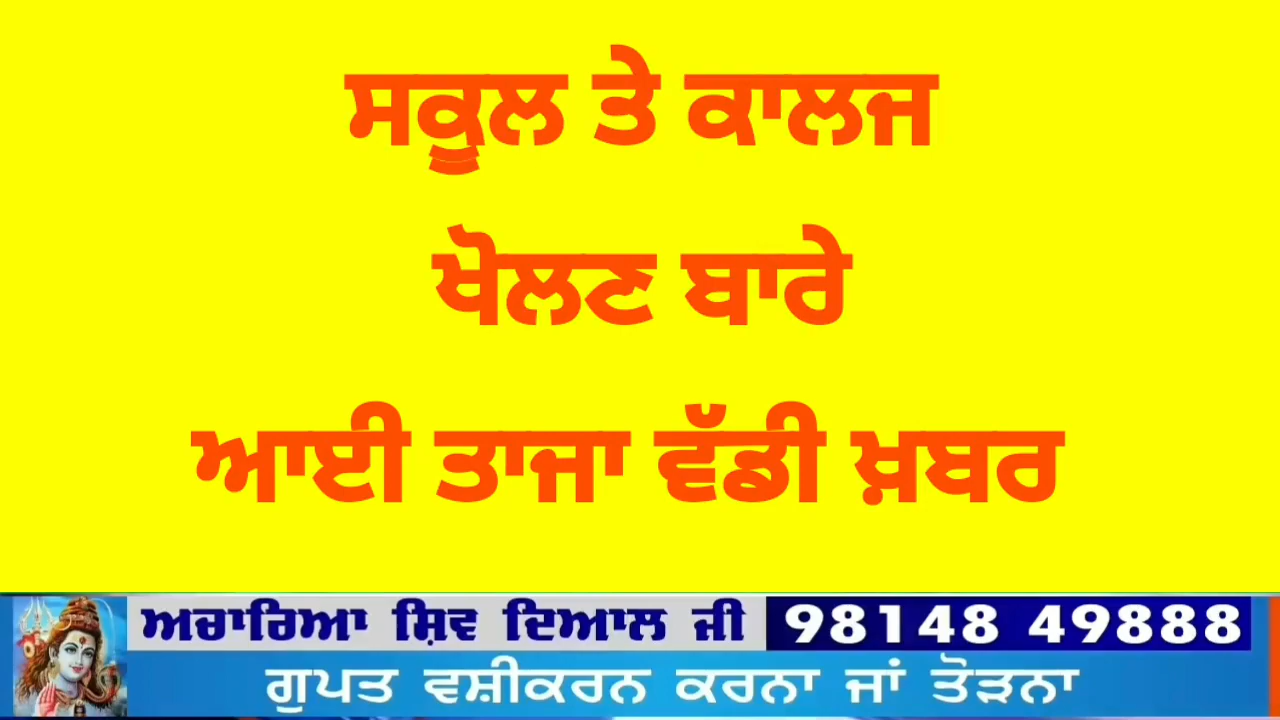 ਸਕੂਲ ਤੇ ਕਾਲਜ
ਖੋਲਣ ਬਾਰੇ
ਆਈ ਤਾਜਾ ਵੱਡੀ ਖ਼ਬਰ
ਅਚਾਰਿਆ ਸ਼ਿਵ ਦਿਆਲ ਜੀ 98148 49888
ਗੁਪਤ ਵਸ਼ੀਕਰਨ ਕਰਨਾ ਜਾਂ ਤੋੜਨਾ